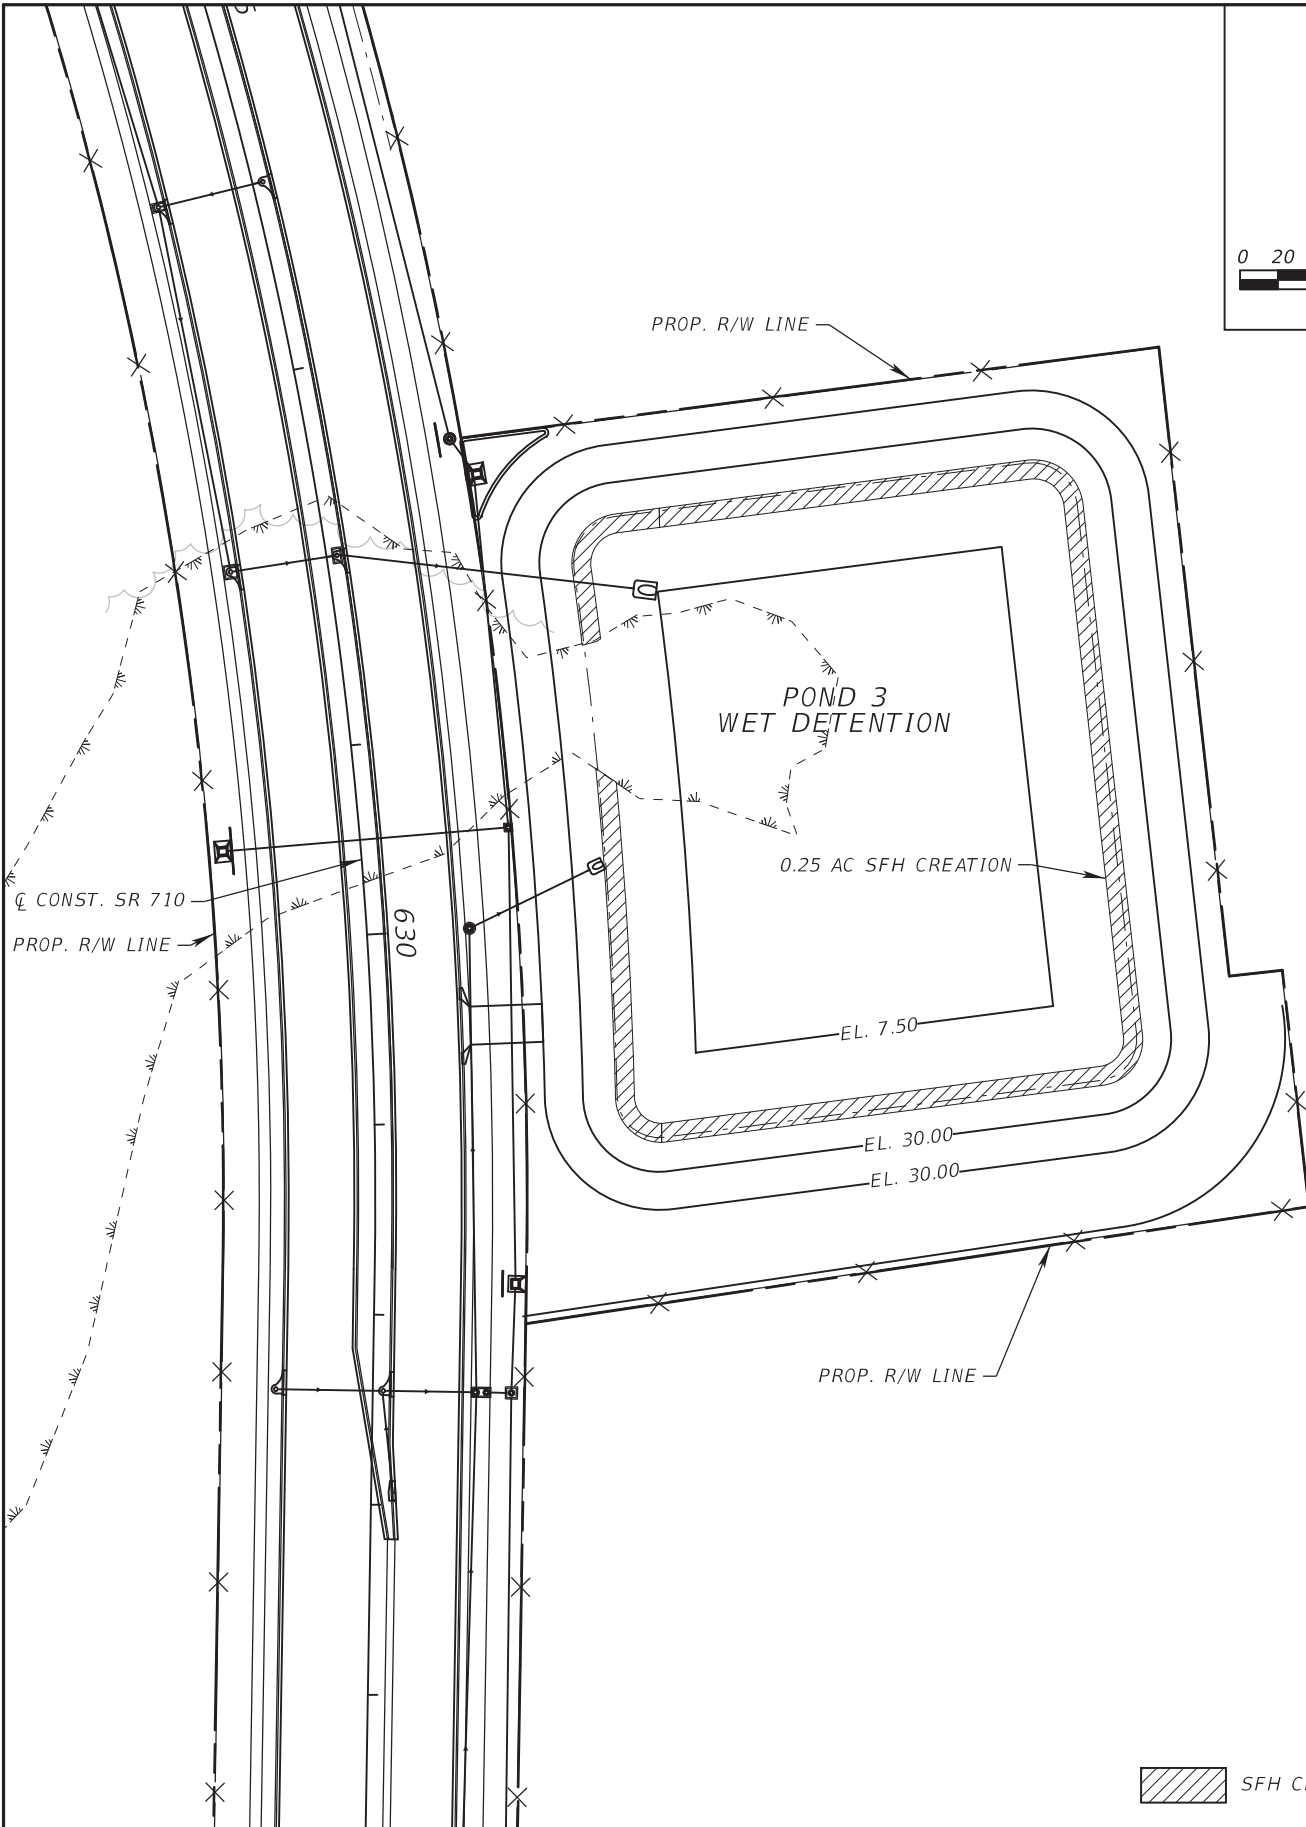 0 20
PROP. R/W LINE
POND 3
WET DETENTION
0.25 AC SFH CREATION
℄ CONST. SR 710
PROP. R/W LINE
630
EL. 7.50
EL. 30.00
EL. 30.00
PROP. R/W LINE
SFH